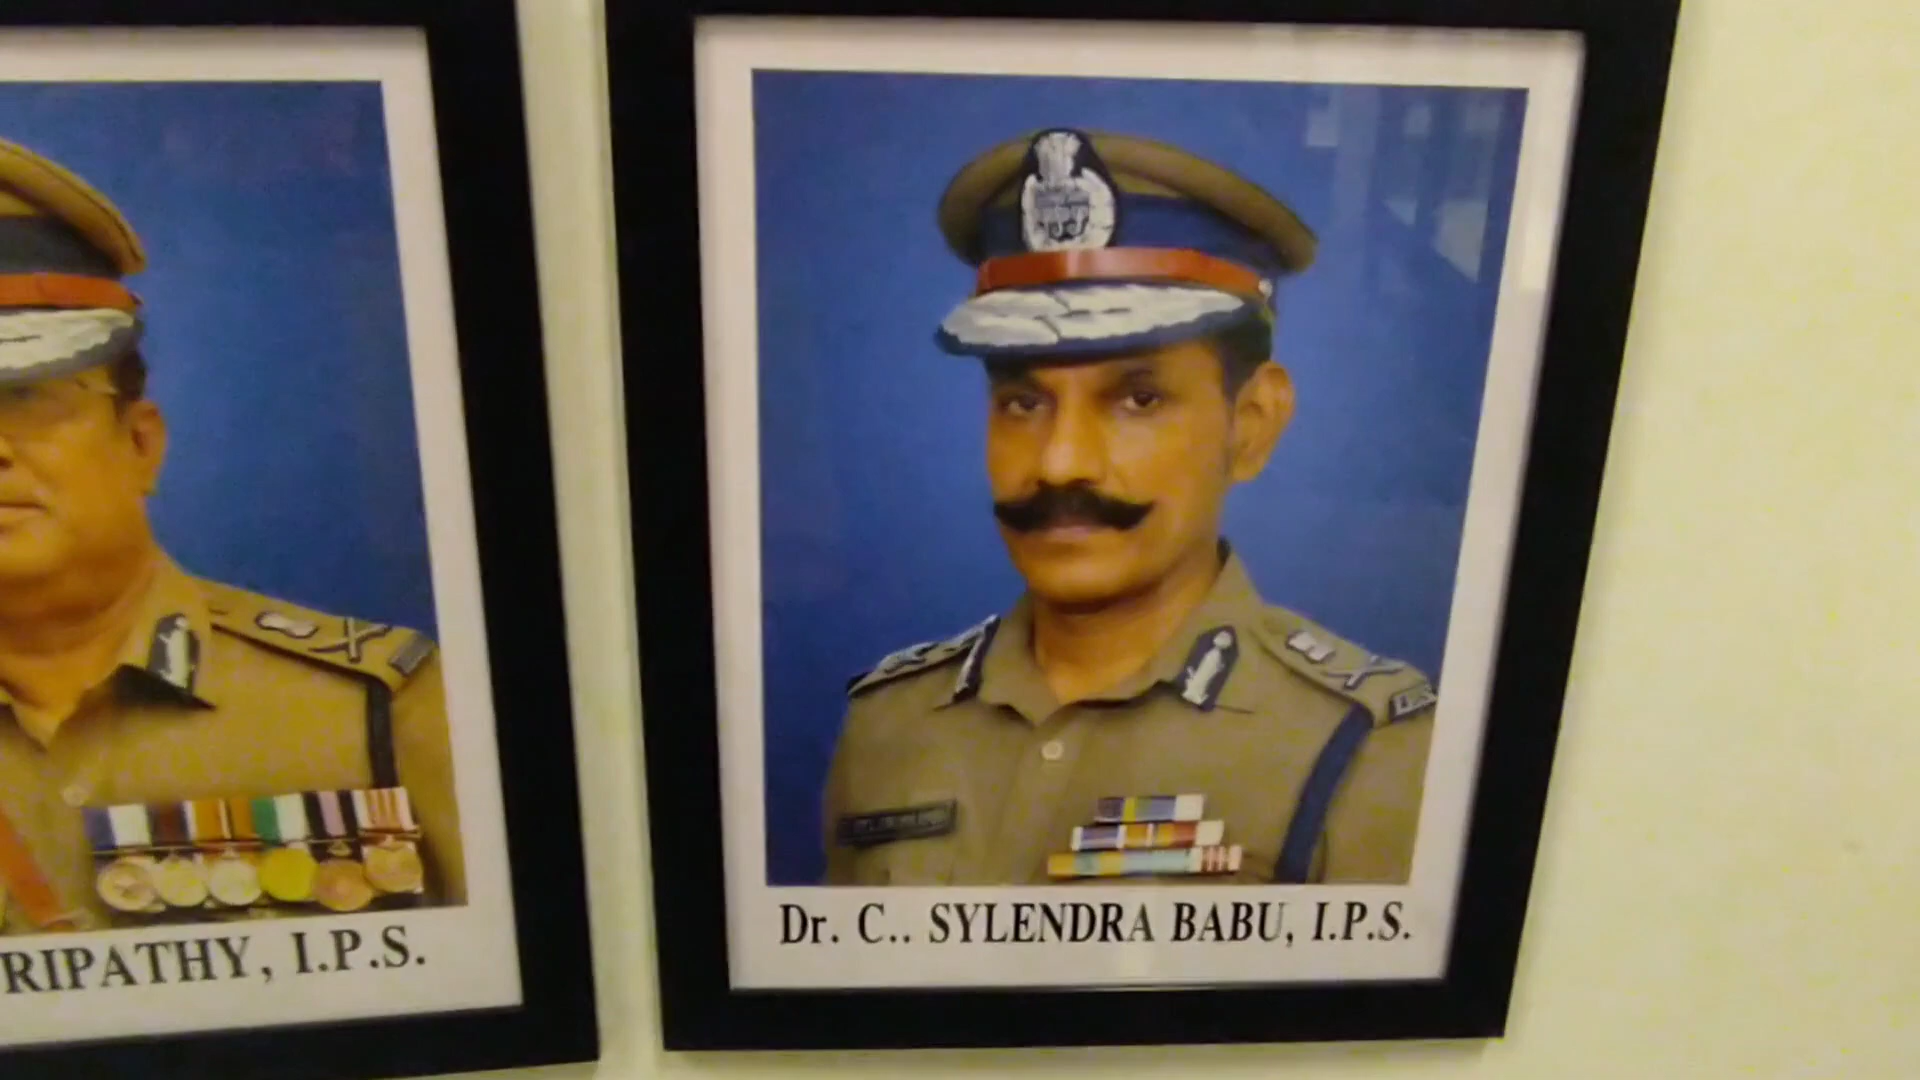 RIPATHY, I.P.S.
Dr. C.. SYLENDRA BABU, I.P.S.